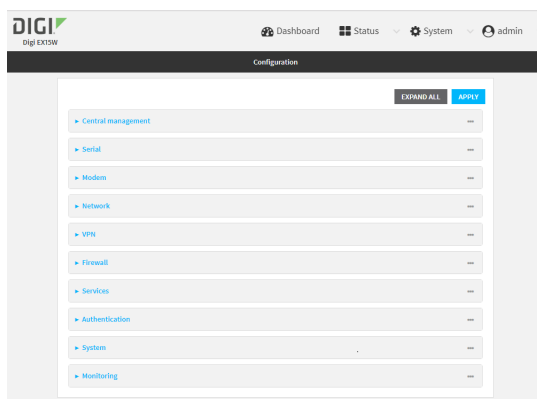 DIGI
Digi EX15W
Dashboard Status System admin
Configuration
EXPAND ALL APPLY
Central management
Serial
Modem
Network
VPN
Firewall
Services
Authentication
System
Monitoring